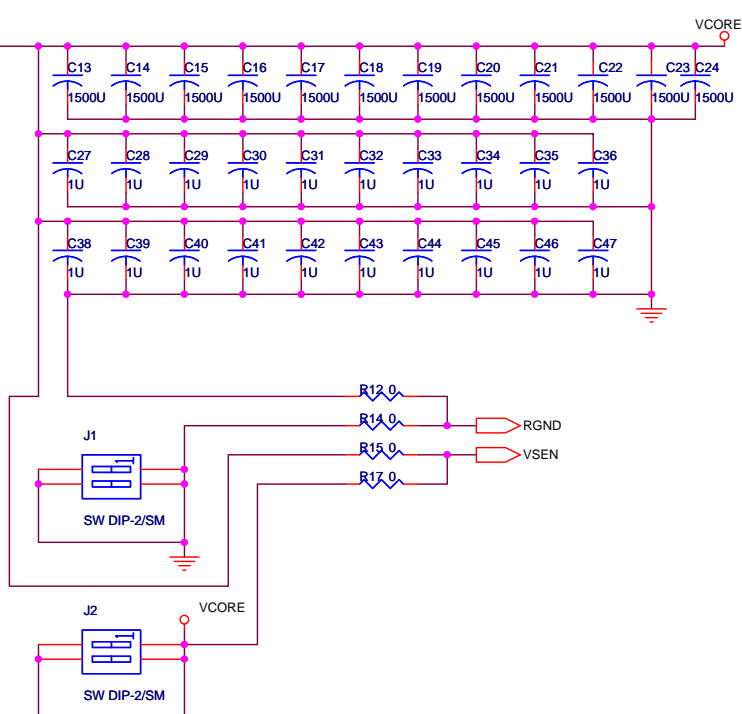 VCORE
C13 C14 C15 C16 C17 C18 C19 C20 C21 C22 C23 C24
1500U 1500U 1500U 1500U 1500U 1500U 1500U 1500U 1500U 1500U 1500U 1500U
C27 C28 C29 C30 C31 C32 C33 C34 C35 C36
1U 1U 1U 1U 1U 1U 1U 1U 1U 1U
C38 C39 C40 C41 C42 C43 C44 C45 C46 C47
1U 1U 1U 1U 1U 1U 1U 1U 1U 1U
R12 0
R14 0
RGND
J1
R15 0
VSEN
1
R17 0
SW DIP-2/SM
VCORE
J2
1
SW DIP-2/SM